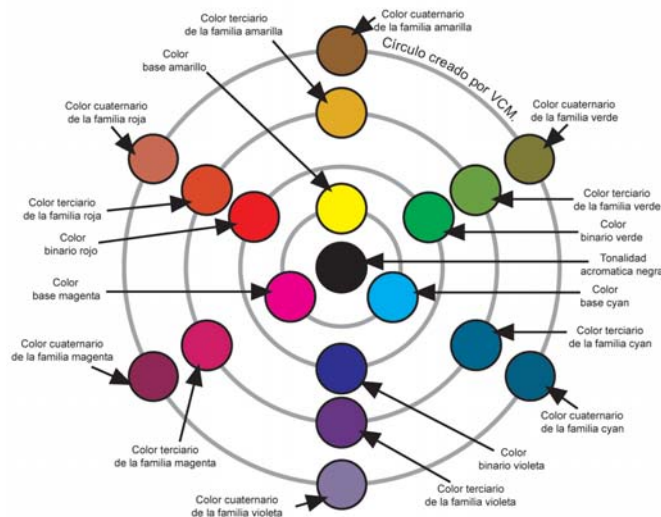 Color cuaternario
de la familia amarilla
Color terciario
de la familia amarilla
Color
base amarillo
Círculo creado por VCM.
Color cuaternario
de la familia roja
Color cuaternario
de la familia verde
Color terciario
de la familia roja
Color terciario
de la familia verde
Color
binario rojo
Color
binario verde
Tonalidad
acromatica negra
Color
base magenta
Color
base cyan
Color cuaternario
de la familia magenta
Color terciario
de la familia cyan
Color cuaternario
de la familia cyan
Color terciario
de la familia magenta
Color
binario violeta
Color cuaternario
de la familia violeta
Color terciario
de la familia violeta